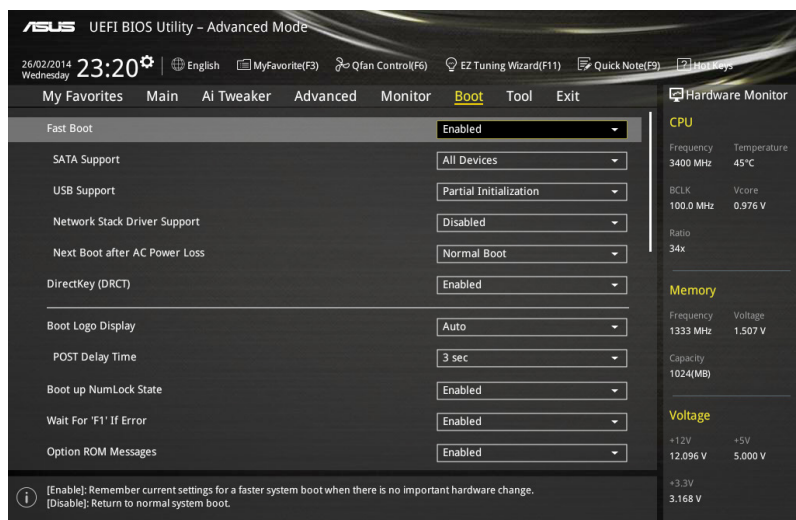 ASUS UEFI BIOS Utility – Advanced Mode
26/02/2014 Wednesday 23:20 English MyFavorite(F3) Qfan Control(F6) EZ Tuning Wizard(F11) Quick Note(F9) ? Hot Keys
My Favorites Main Ai Tweaker Advanced Monitor Boot Tool Exit
Fast Boot Enabled
SATA Support All Devices
USB Support Partial Initialization
Network Stack Driver Support Disabled
Next Boot after AC Power Loss Normal Boot
DirectKey (DRCT) Enabled
Boot Logo Display Auto
POST Delay Time 3 sec
Boot up NumLock State Enabled
Wait For 'F1' If Error Enabled
Option ROM Messages Enabled
[Enable]: Remember current settings for a faster system boot when there is no important hardware change.
[Disable]: Return to normal system boot.
Hardware Monitor
CPU
Frequency Temperature
3400 MHz 45°C
BCLK Vcore
100.0 MHz 0.976 V
Ratio
34x
Memory
Frequency Voltage
1333 MHz 1.507 V
Capacity
1024(MB)
Voltage
+12V +5V
12.096 V 5.000 V
+3.3V
3.168 V